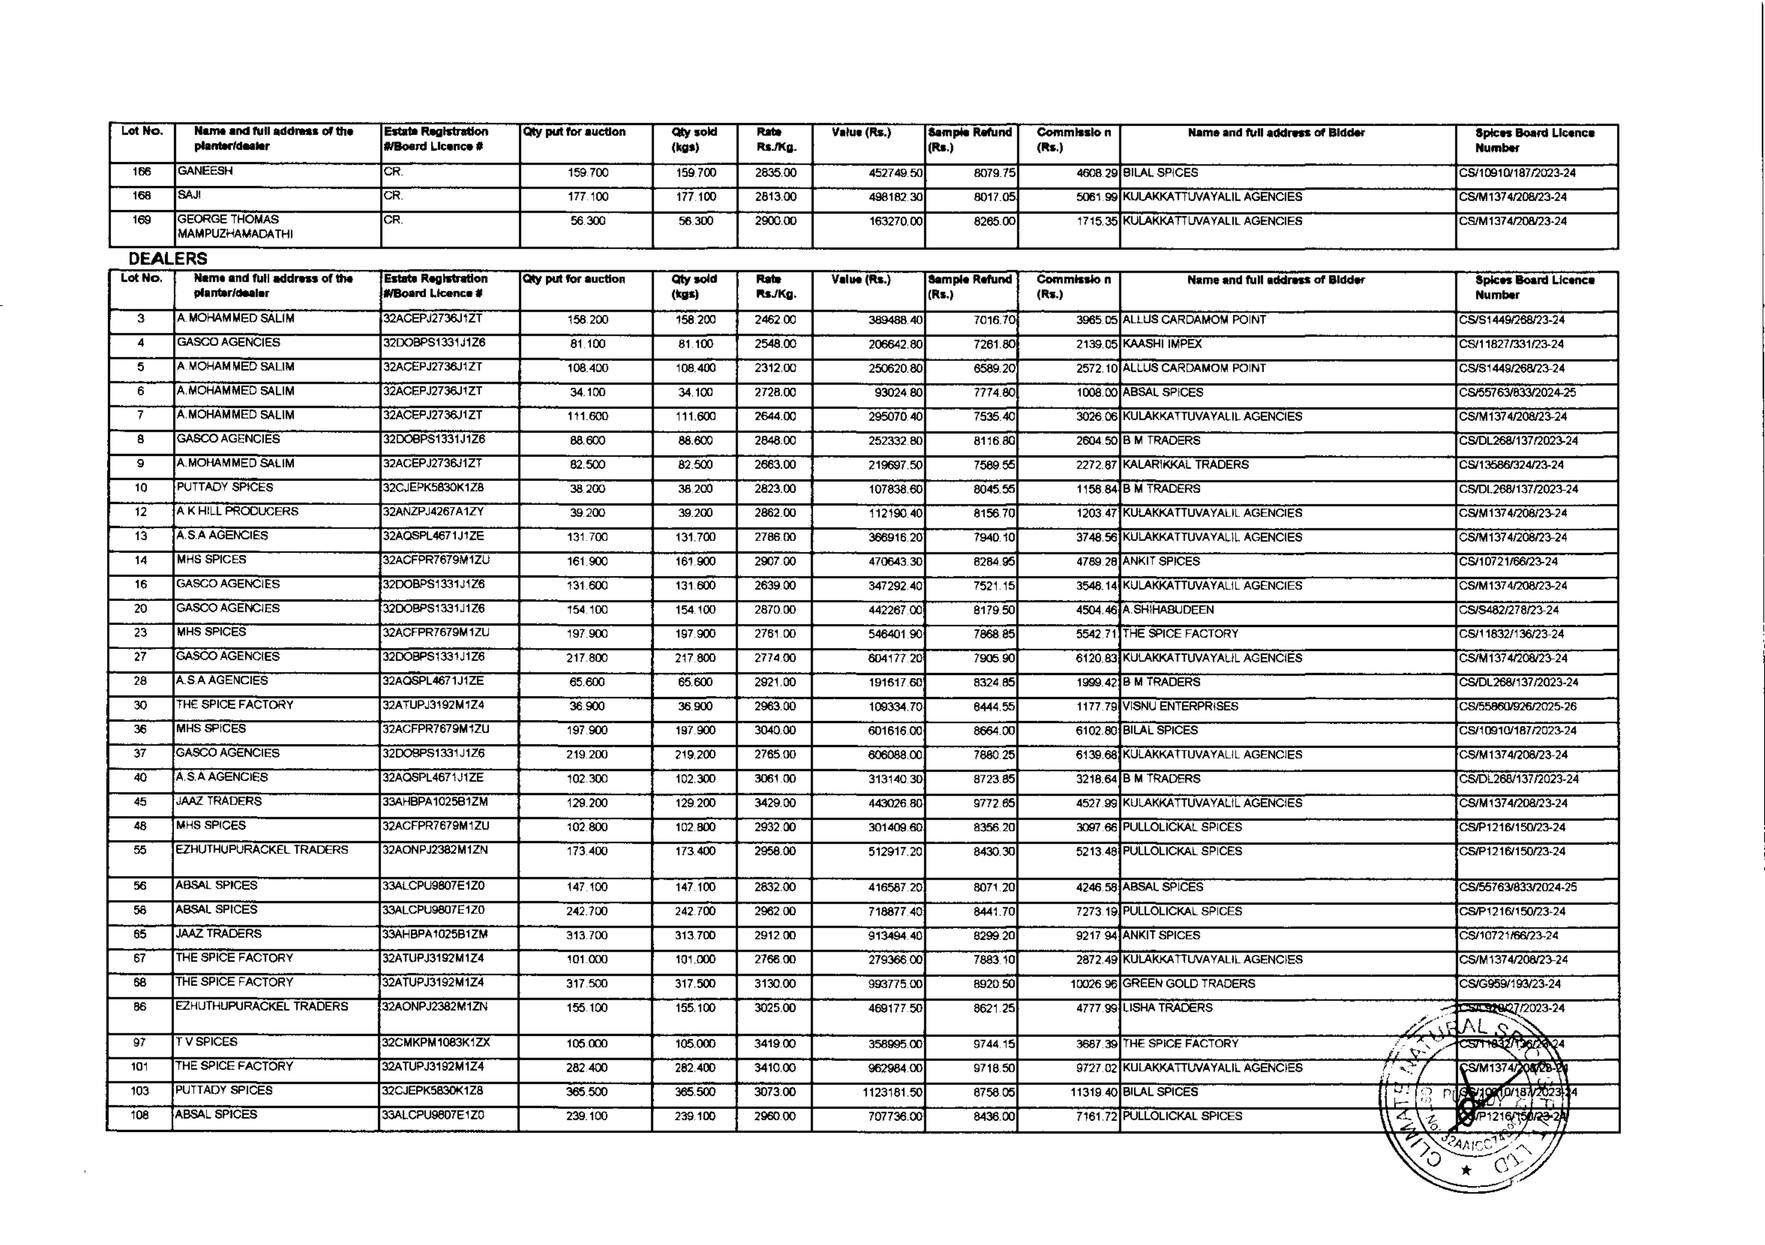 Lot No. Name and full address of the planter/dealer Estate Registration #/Board Licence # Qty put for auction Qty sold (kgs) Rate Rs./Kg. Value (Rs.) Sample Refund (Rs.) Commissio n (Rs.) Name and full address of Bidder Spices Board Licence Number
166 GANEESH CR. 159.700 159.700 2835.00 452749.50 8079.75 4608.29 BILAL SPICES CS/10910/187/2023-24
168 SAJI CR. 177.100 177.100 2813.00 498182.30 8017.05 5061.99 KULAKKATTUVAYALIL AGENCIES CS/M1374/208/23-24
169 GEORGE THOMAS MAMPUZHAMADATHI CR. 56.300 56.300 2900.00 163270.00 8265.00 1715.35 KULAKKATTUVAYALIL AGENCIES CS/M1374/208/23-24
DEALERS
Lot No. Name and full address of the planter/dealer Estate Registration #/Board Licence # Qty put for auction Qty sold (kgs) Rate Rs./Kg. Value (Rs.) Sample Refund (Rs.) Commissio n (Rs.) Name and full address of Bidder Spices Board Licence Number
3 A.MOHAMMED SALIM 32ACEPJ2736J1ZT 158.200 158.200 2462.00 389488.40 7016.70 3965.05 ALLUS CARDAMOM POINT CS/S1449/268/23-24
4 GASCO AGENCIES 32DOBPS1331J1Z6 81.100 81.100 2548.00 206642.80 7261.80 2139.05 KAASHI IMPEX CS/11827/331/23-24
5 A.MOHAMMED SALIM 32ACEPJ2736J1ZT 108.400 108.400 2312.00 250620.80 6589.20 2572.10 ALLUS CARDAMOM POINT CS/S1449/268/23-24
6 A.MOHAMMED SALIM 32ACEPJ2736J1ZT 34.100 34.100 2728.00 93024.80 7774.80 1008.00 ABSAL SPICES CS/55763/833/2024-25
7 A.MOHAMMED SALIM 32ACEPJ2736J1ZT 111.600 111.600 2644.00 295070.40 7535.40 3026.06 KULAKKATTUVAYALIL AGENCIES CS/M1374/208/23-24
8 GASCO AGENCIES 32DOBPS1331J1Z6 88.600 88.600 2848.00 252332.80 8116.80 2604.50 B M TRADERS CS/DL268/137/2023-24
9 A.MOHAMMED SALIM 32ACEPJ2736J1ZT 82.500 82.500 2663.00 219697.50 7589.55 2272.87 KALARIKKAL TRADERS CS/13586/324/23-24
10 PUTTADY SPICES 32CJEPK5830K1Z8 38.200 38.200 2823.00 107838.60 8045.55 1158.84 B M TRADERS CS/DL268/137/2023-24
12 A K HILL PRODUCERS 32ANZPJ4267A1ZY 39.200 39.200 2862.00 112190.40 8156.70 1203.47 KULAKKATTUVAYALIL AGENCIES CS/M1374/208/23-24
13 A.S.A AGENCIES 32AQSPL4671J1ZE 131.700 131.700 2786.00 366916.20 7940.10 3748.56 KULAKKATTUVAYALIL AGENCIES CS/M1374/208/23-24
14 MHS SPICES 32ACFPR7679M1ZU 161.900 161.900 2907.00 470643.30 8284.95 4789.28 ANKIT SPICES CS/10721/66/23-24
16 GASCO AGENCIES 32DOBPS1331J1Z6 131.600 131.600 2639.00 347292.40 7521.15 3548.14 KULAKKATTUVAYALIL AGENCIES CS/M1374/208/23-24
20 GASCO AGENCIES 32DOBPS1331J1Z6 154.100 154.100 2870.00 442267.00 8179.50 4504.46 A.SHIHABUDEEN CS/S482/278/23-24
23 MHS SPICES 32ACFPR7679M1ZU 197.900 197.900 2761.00 546401.90 7868.85 5542.71 THE SPICE FACTORY CS/11832/136/23-24
27 GASCO AGENCIES 32DOBPS1331J1Z6 217.800 217.800 2774.00 604177.20 7905.90 6120.83 KULAKKATTUVAYALIL AGENCIES CS/M1374/208/23-24
28 A.S.A AGENCIES 32AQSPL4671J1ZE 65.600 65.600 2921.00 191617.60 8324.85 1999.42 B M TRADERS CS/DL268/137/2023-24
30 THE SPICE FACTORY 32ATUPJ3192M1Z4 36.900 36.900 2963.00 109334.70 8444.55 1177.79 VISNU ENTERPRISES CS/55860/926/2025-26
36 MHS SPICES 32ACFPR7679M1ZU 197.900 197.900 3040.00 601616.00 8664.00 6102.80 BILAL SPICES CS/10910/187/2023-24
37 GASCO AGENCIES 32DOBPS1331J1Z6 219.200 219.200 2765.00 606088.00 7880.25 6139.68 KULAKKATTUVAYALIL AGENCIES CS/M1374/208/23-24
40 A.S.A AGENCIES 32AQSPL4671J1ZE 102.300 102.300 3061.00 313140.30 8723.85 3218.64 B M TRADERS CS/DL268/137/2023-24
45 JAAZ TRADERS 33AHBPA1025B1ZM 129.200 129.200 3429.00 443026.80 9772.65 4527.99 KULAKKATTUVAYALIL AGENCIES CS/M1374/208/23-24
48 MHS SPICES 32ACFPR7679M1ZU 102.800 102.800 2932.00 301409.60 8356.20 3097.66 PULLOLICKAL SPICES CS/P1216/150/23-24
55 EZHUTHUPURACKEL TRADERS 32AONPJ2382M1ZN 173.400 173.400 2958.00 512917.20 8430.30 5213.48 PULLOLICKAL SPICES CS/P1216/150/23-24
56 ABSAL SPICES 33ALCPU9807E1Z0 147.100 147.100 2832.00 416587.20 8071.20 4246.58 ABSAL SPICES CS/55763/833/2024-25
58 ABSAL SPICES 33ALCPU9807E1Z0 242.700 242.700 2962.00 718877.40 8441.70 7273.19 PULLOLICKAL SPICES CS/P1216/150/23-24
65 JAAZ TRADERS 33AHBPA1025B1ZM 313.700 313.700 2912.00 913494.40 8299.20 9217.94 ANKIT SPICES CS/10721/66/23-24
67 THE SPICE FACTORY 32ATUPJ3192M1Z4 101.000 101.000 2766.00 279366.00 7883.10 2872.49 KULAKKATTUVAYALIL AGENCIES CS/M1374/208/23-24
68 THE SPICE FACTORY 32ATUPJ3192M1Z4 317.500 317.500 3130.00 993775.00 8920.50 10026.96 GREEN GOLD TRADERS CS/G959/193/23-24
86 EZHUTHUPURACKEL TRADERS 32AONPJ2382M1ZN 155.100 155.100 3025.00 469177.50 8621.25 4777.99 LISHA TRADERS
97 T V SPICES 32CMKPM1083K1ZX 105.000 105.000 3419.00 358995.00 9744.15 3687.39 THE SPICE FACTORY CS/11832/136/23-24
101 THE SPICE FACTORY 32ATUPJ3192M1Z4 282.400 282.400 3410.00 962984.00 9718.50 9727.02 KULAKKATTUVAYALIL AGENCIES CS/M1374/208/23-24
103 PUTTADY SPICES 32CJEPK5830K1Z8 365.500 365.500 3073.00 1123181.50 8758.05 11319.40 BILAL SPICES CS/10910/187/2023-24
108 ABSAL SPICES 33ALCPU9807E1Z0 239.100 239.100 2960.00 707736.00 8436.00 7161.72 PULLOLICKAL SPICES CS/P1216/150/23-24